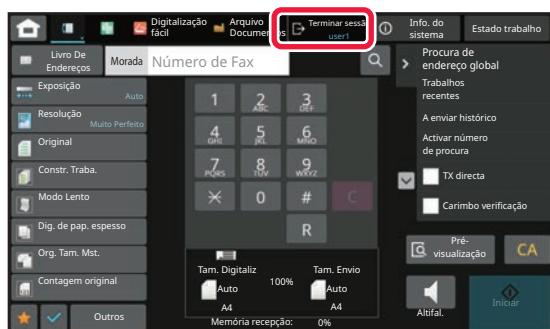 Digitalização
fácil
Arquivo
Documentos
Terminar sessã
user1
Info. do
sistema
Estado trabalho
Livro De
Endereços
Morada
Número de Fax
Procura de
endereço global
Trabalhos
recentes
A enviar histórico
Activar número
de procura
TX directa
Carimbo verificação
Exposição
Auto
Resolução
Muito Perfeito
Original
Constr. Traba.
Modo Lento
Dig. de pap. espesso
Org. Tam. Mst.
Contagem original
Outros
1
2
ABC
3
DEF
4
GHI
5
JKL
6
MNO
7
PQRS
8
TUV
9
WXYZ
0
#
C
R
Tam. Digitaliz
100%
Tam. Envio
Auto
A4
Auto
A4
Memória recepção: 0%
Pré-
visualização
CA
Altifal.
Iniciar